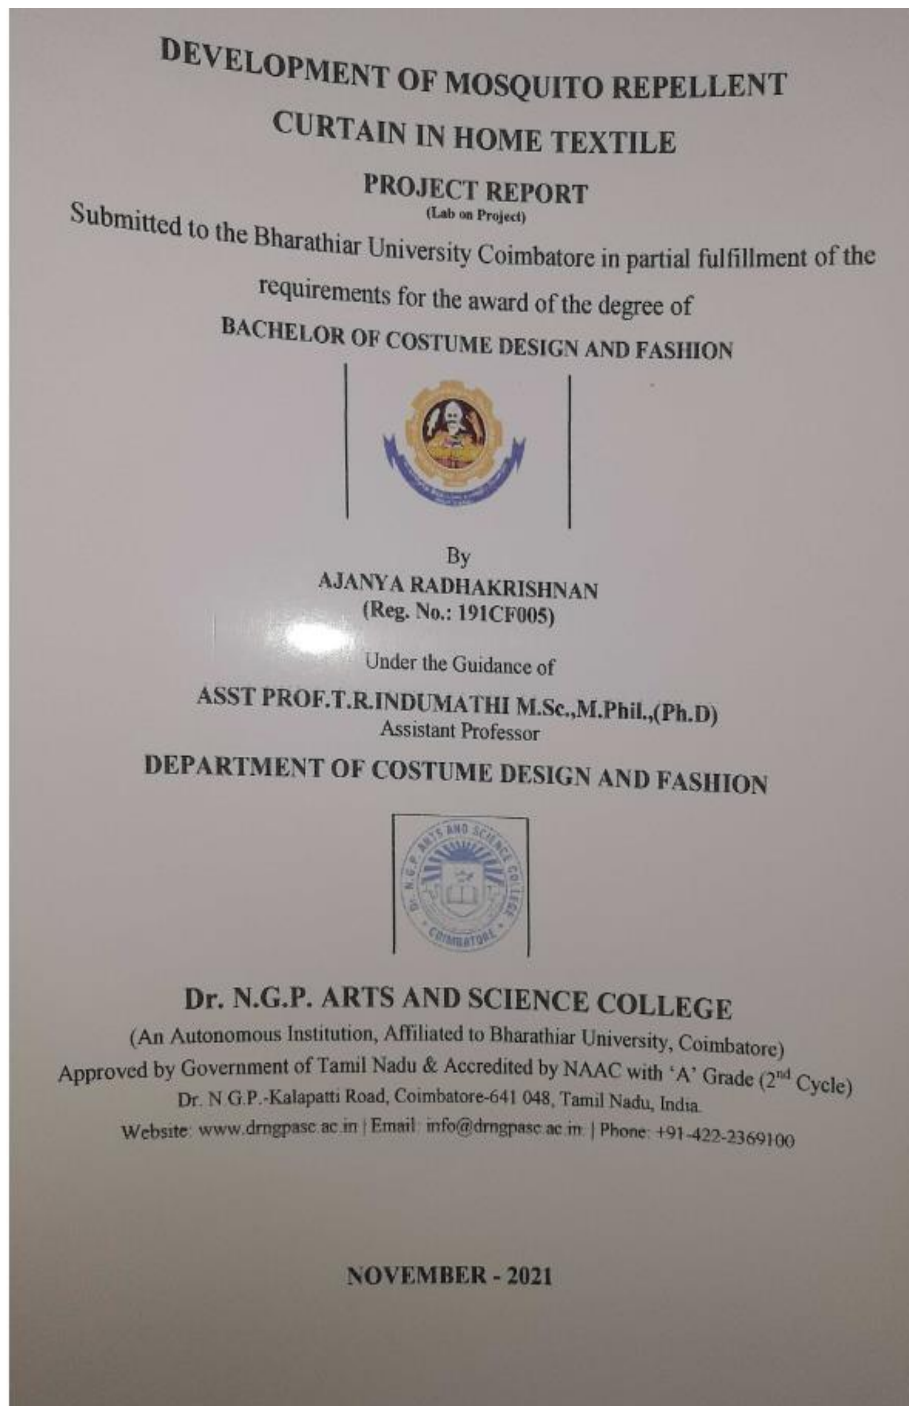 DEVELOPMENT OF MOSQUITO REPELLENT
CURTAIN IN HOME TEXTILE
PROJECT REPORT
(Lab on Project)
Submitted to the Bharathiar University Coimbatore in partial fulfillment of the
requirements for the award of the degree of
BACHELOR OF COSTUME DESIGN AND FASHION
By
AJANYA RADHAKRISHNAN
(Reg. No.: 191CF005)
Under the Guidance of
ASST PROF.T.R.INDUMATHI M.Sc.,M.Phil.,(Ph.D)
Assistant Professor
DEPARTMENT OF COSTUME DESIGN AND FASHION
Dr. N.G.P. ARTS AND SCIENCE COLLEGE
COIMBATORE
Dr. N.G.P. ARTS AND SCIENCE COLLEGE
(An Autonomous Institution, Affiliated to Bharathiar University, Coimbatore)
Approved by Government of Tamil Nadu & Accredited by NAAC with ‘A’ Grade (2nd Cycle)
Dr. N G.P.-Kalapatti Road, Coimbatore-641 048, Tamil Nadu, India.
Website: www.drngpasc.ac.in | Email: info@drngpasc.ac.in. | Phone: +91-422-2369100
NOVEMBER - 2021